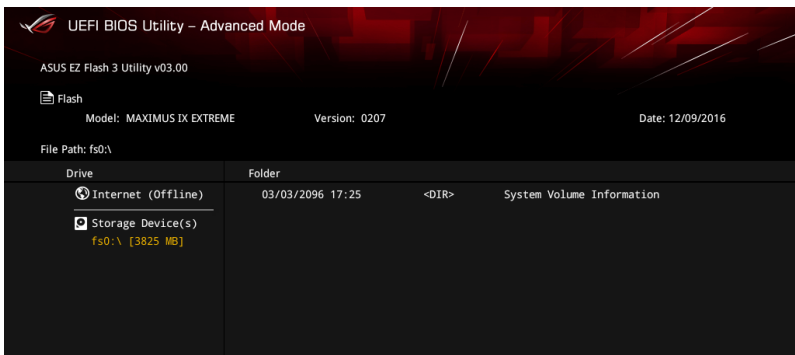 UEFI BIOS Utility – Advanced Mode
ASUS EZ Flash 3 Utility v03.00
Flash
Model: MAXIMUS IX EXTREME Version: 0207 Date: 12/09/2016
File Path: fs0:\
Drive Folder
Internet (Offline) 03/03/2096 17:25 <DIR> System Volume Information
Storage Device(s)
fs0:\ [3825 MB]